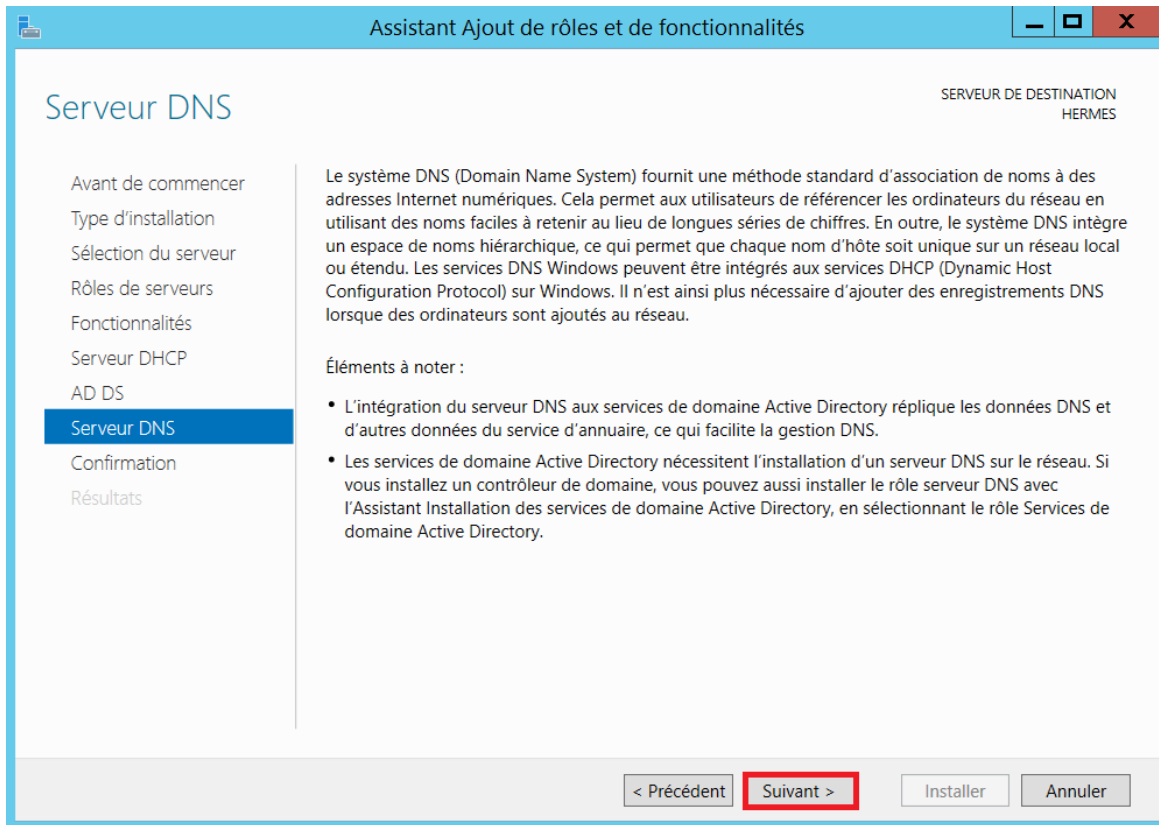 Assistant Ajout de rôles et de fonctionnalités
Serveur DNS
SERVEUR DE DESTINATION
HERMES
Avant de commencer
Type d'installation
Sélection du serveur
Rôles de serveurs
Fonctionnalités
Serveur DHCP
AD DS
Serveur DNS
Confirmation
Résultats
Le système DNS (Domain Name System) fournit une méthode standard d'association de noms à des
adresses Internet numériques. Cela permet aux utilisateurs de référencer les ordinateurs du réseau en
utilisant des noms faciles à retenir au lieu de longues séries de chiffres. En outre, le système DNS intègre
un espace de noms hiérarchique, ce qui permet que chaque nom d'hôte soit unique sur un réseau local
ou étendu. Les services DNS Windows peuvent être intégrés aux services DHCP (Dynamic Host
Configuration Protocol) sur Windows. Il n'est ainsi plus nécessaire d'ajouter des enregistrements DNS
lorsque des ordinateurs sont ajoutés au réseau.
Éléments à noter :
• L'intégration du serveur DNS aux services de domaine Active Directory réplique les données DNS et
d'autres données du service d'annuaire, ce qui facilite la gestion DNS.
• Les services de domaine Active Directory nécessitent l'installation d'un serveur DNS sur le réseau. Si
vous installez un contrôleur de domaine, vous pouvez aussi installer le rôle serveur DNS avec
l'Assistant Installation des services de domaine Active Directory, en sélectionnant le rôle Services de
domaine Active Directory.
< Précédent
Suivant >
Installer
Annuler